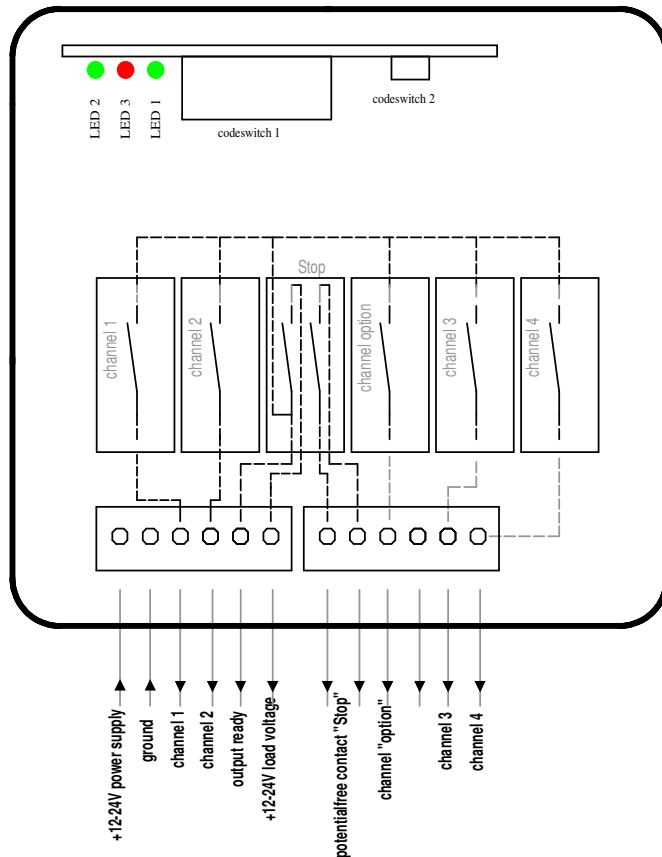 LED 2
LED 3
LED 1
codeswitch 1
codeswitch 2
Stop
channel 1
channel 2
channel option
channel 3
channel 4
+12-24V power supply
ground
channel 1
channel 2
output ready
+12-24V load voltage
potentialfree contact "Stop"
channel "option"
channel 3
channel 4